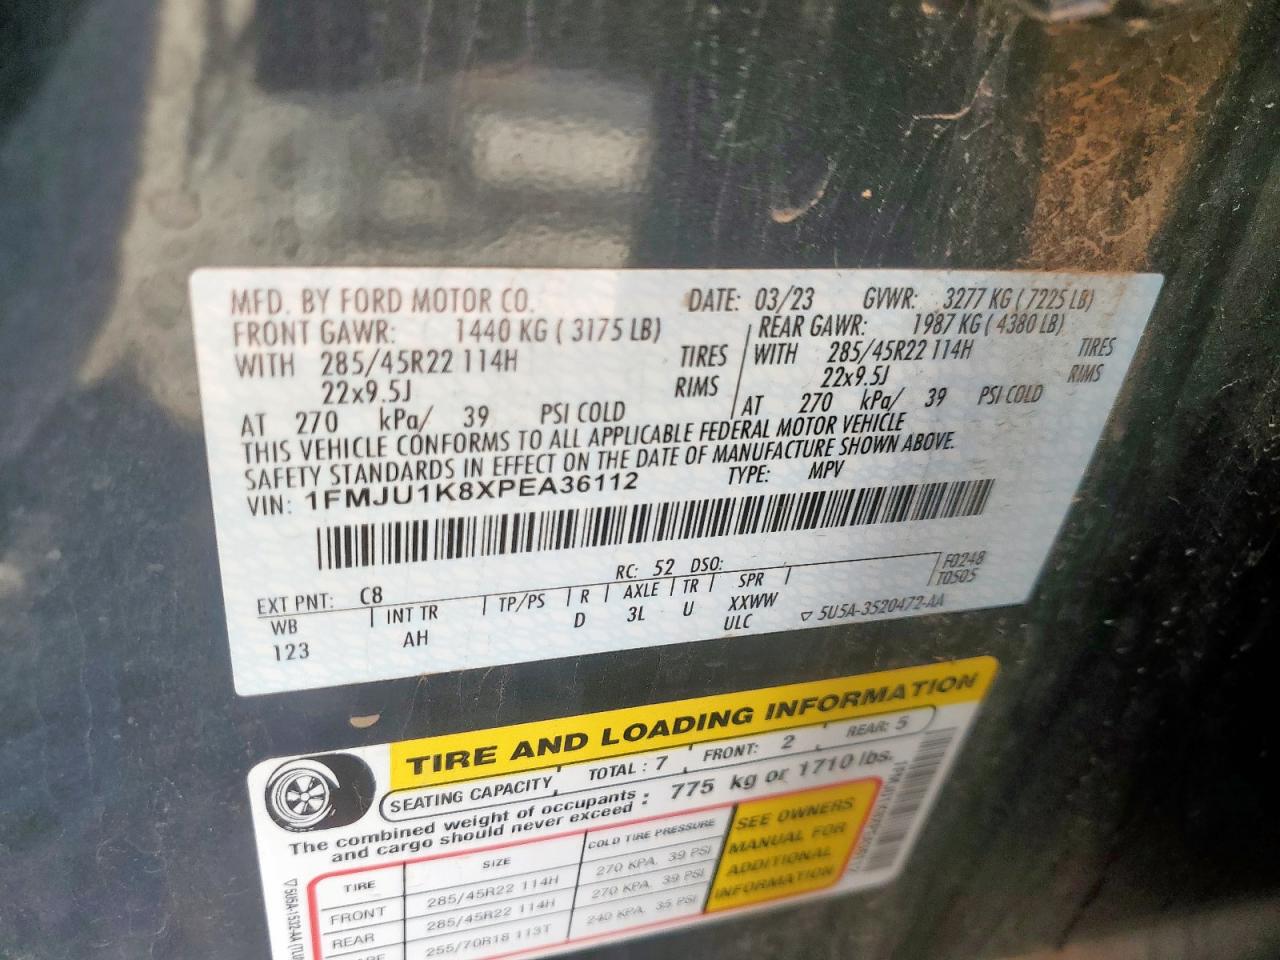 MFD. BY FORD MOTOR CO. DATE: 03/23 GVWR: 3277 KG ( 7225 LB)
FRONT GAWR: 1440 KG ( 3175 LB) REAR GAWR: 1987 KG ( 4380 LB)
WITH 285/45R22 114H TIRES WITH 285/45R22 114H TIRES
22x9.5J RIMS 22x9.5J RIMS
AT 270 kPa/ 39 PSI COLD AT 270 kPa/ 39 PSI COLD
THIS VEHICLE CONFORMS TO ALL APPLICABLE FEDERAL MOTOR VEHICLE
SAFETY STANDARDS IN EFFECT ON THE DATE OF MANUFACTURE SHOWN ABOVE.
VIN: 1FMJU1K8XPEA36112 TYPE: MPV
EXT PNT: C8 RC: 52 DSO: F0248
WB INT TR TP/PS R AXLE TR SPR T0505
123 AH D 3L U XXWW
ULC ▽ 5U5A-3520472-AA
TIRE AND LOADING INFORMATION
SEATING CAPACITY TOTAL : 7 FRONT: 2 REAR: 5
The combined weight of occupants : 775 kg or 1710 lbs.
and cargo should never exceed
TIRE SIZE COLD TIRE PRESSURE
FRONT 285/45R22 114H 270 KPA, 39 PSI
REAR 285/45R22 114H 270 KPA, 39 PSI
255/70R18 113T 240 KPA, 35 PSI
SEE OWNERS
MANUAL FOR
ADDITIONAL
INFORMATION